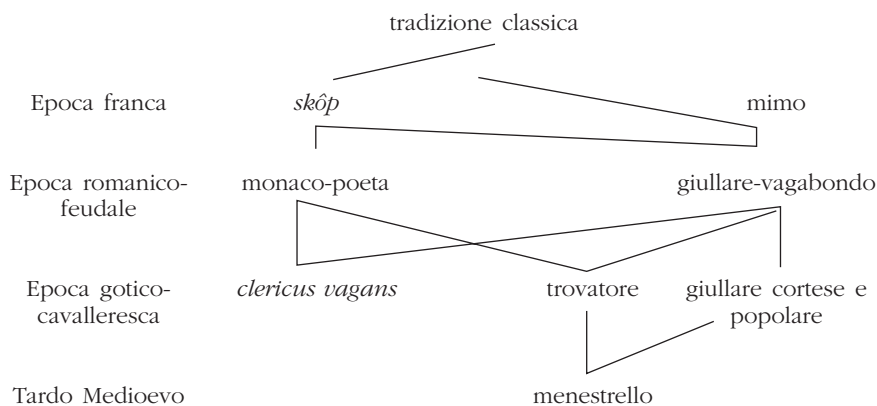 tradizione classica
Epoca franca skôp mimo
Epoca romanico- monaco-poeta giullare-vagabondo
feudale
Epoca gotico- clericus vagans trovatore giullare cortese e
cavalleresca popolare
Tardo Medioevo menestrello